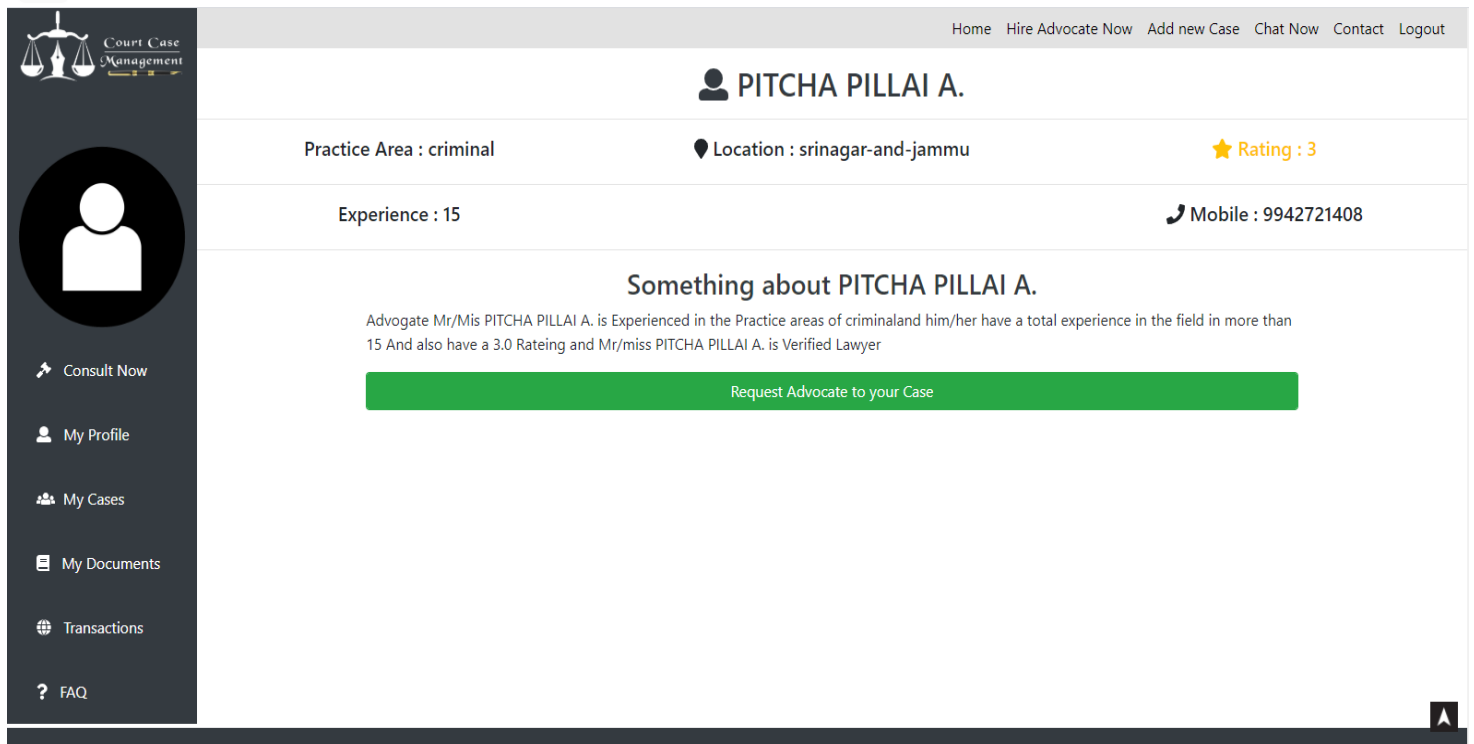 Court Case
Management
Home Hire Advocate Now Add new Case Chat Now Contact Logout
PITCHA PILLAI A.
Practice Area : criminal
Location : srinagar-and-jammu
Rating : 3
Experience : 15
Mobile : 9942721408
Something about PITCHA PILLAI A.
Advogate Mr/Mis PITCHA PILLAI A. is Experienced in the Practice areas of criminaland him/her have a total experience in the field in more than
15 And also have a 3.0 Rateing and Mr/miss PITCHA PILLAI A. is Verified Lawyer
Request Advocate to your Case
Consult Now
My Profile
My Cases
My Documents
Transactions
? FAQ